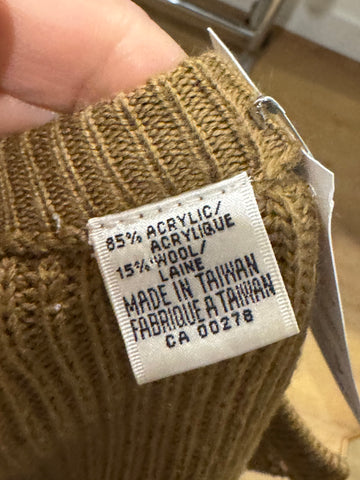 85% ACRYLIC/
ACRYLIQUE
15% WOOL/
LAINE
MADE IN TAIWAN
FABRIQUE A TAIWAN
CA 00278